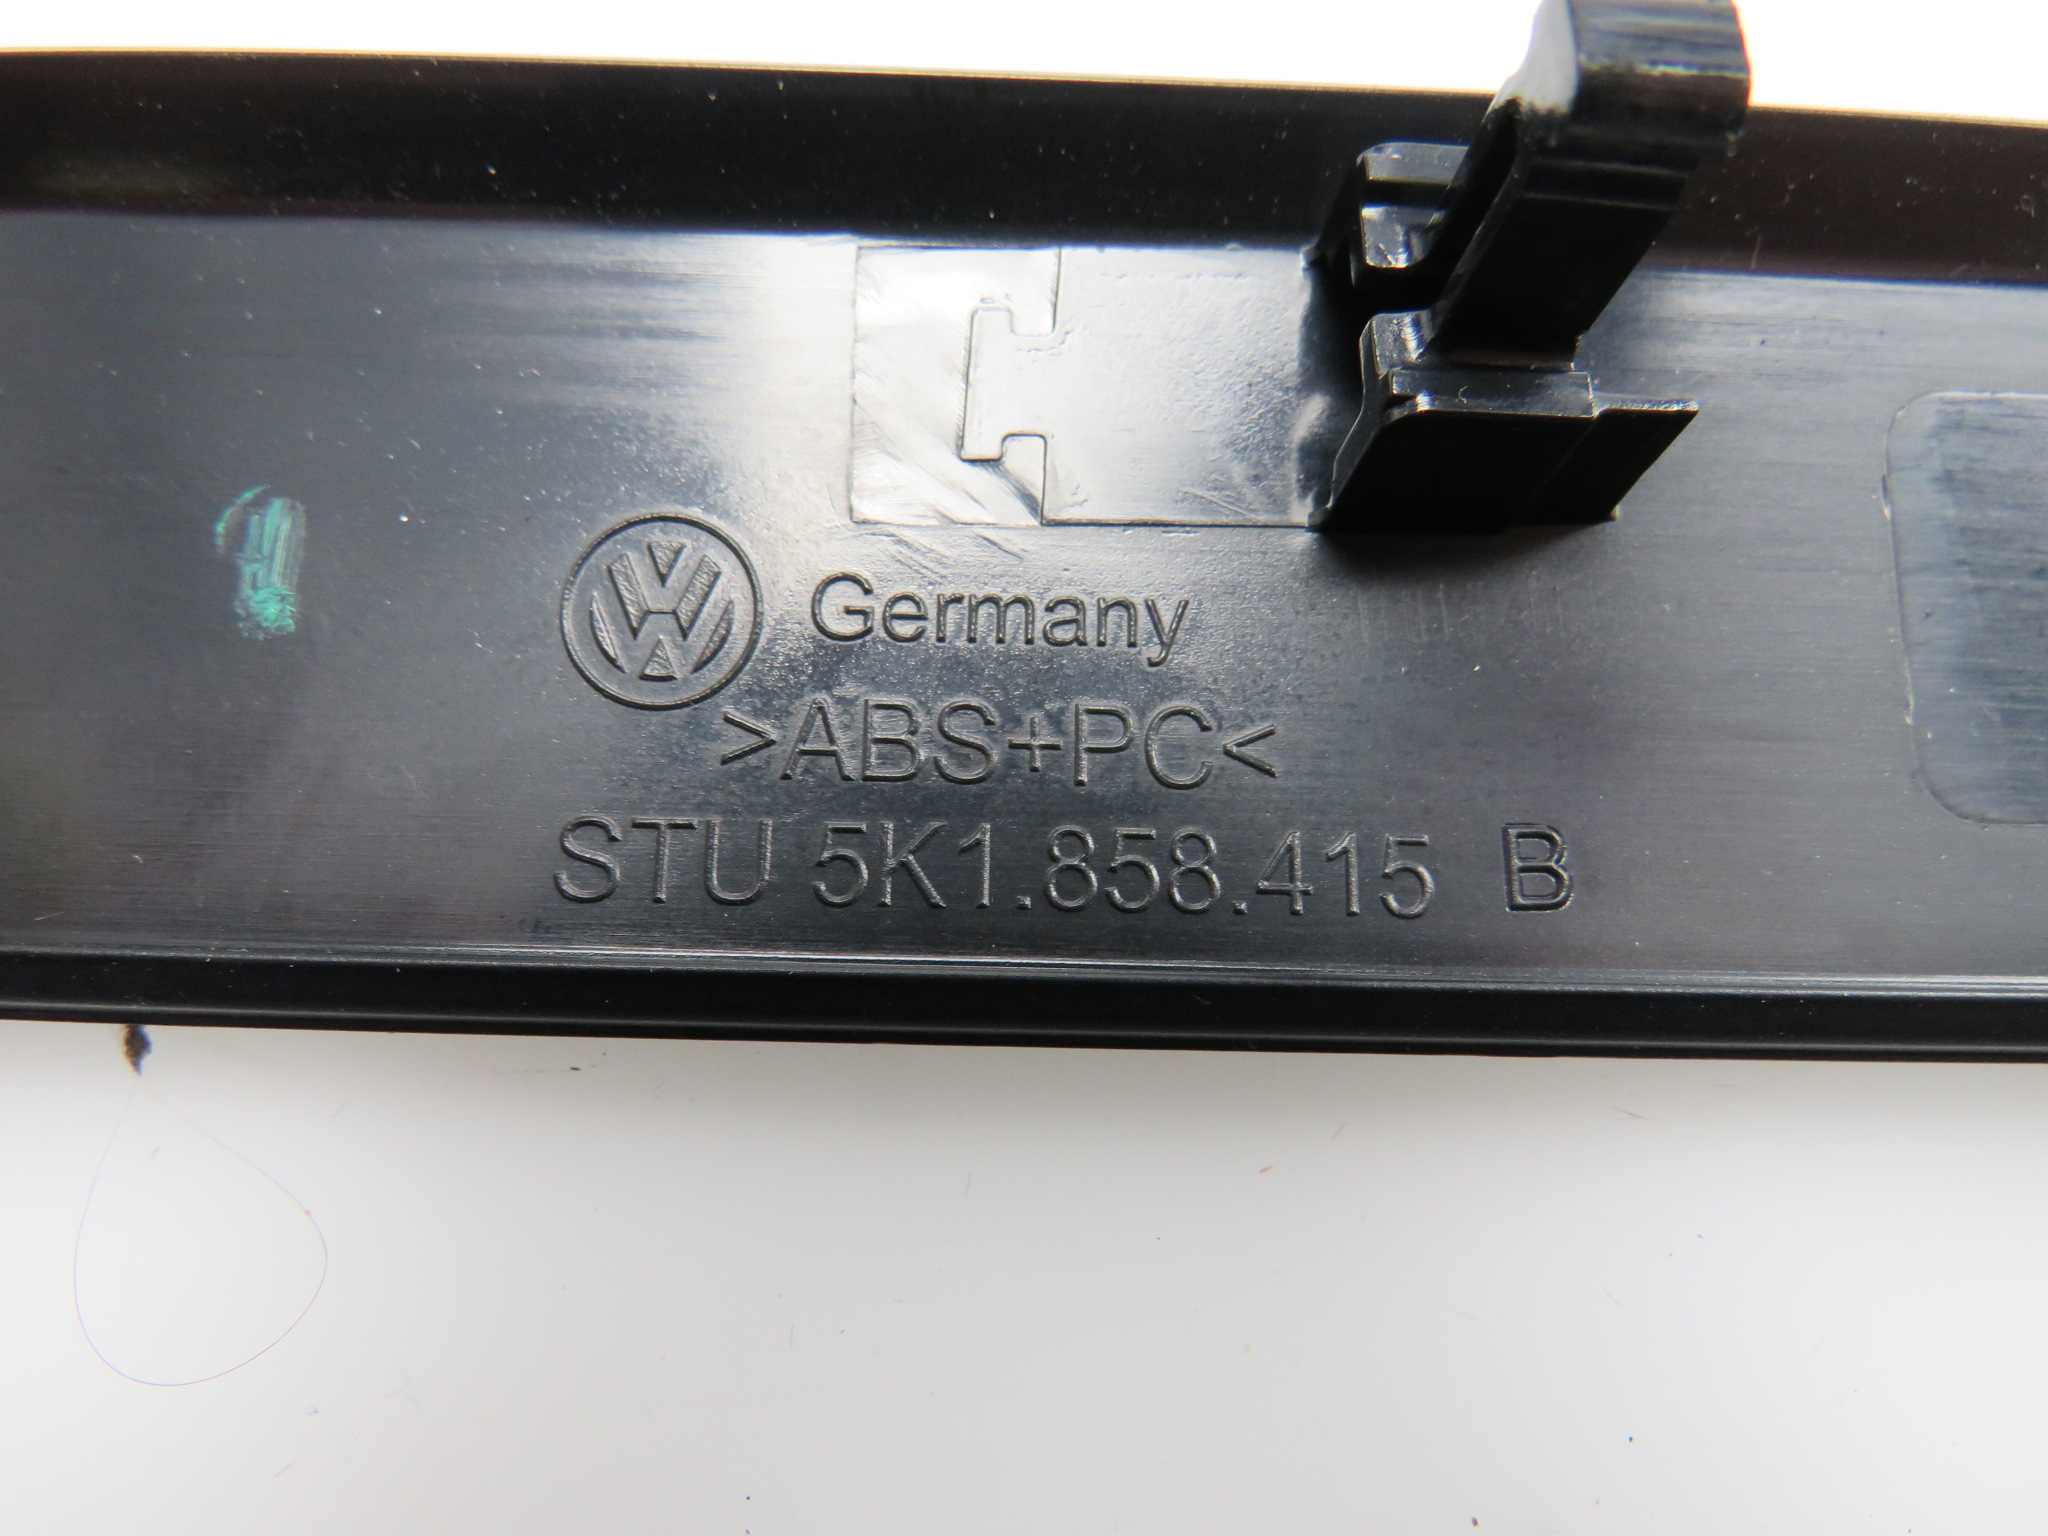 Germany
>ABS+PC<
STU 5K1.858.415 B